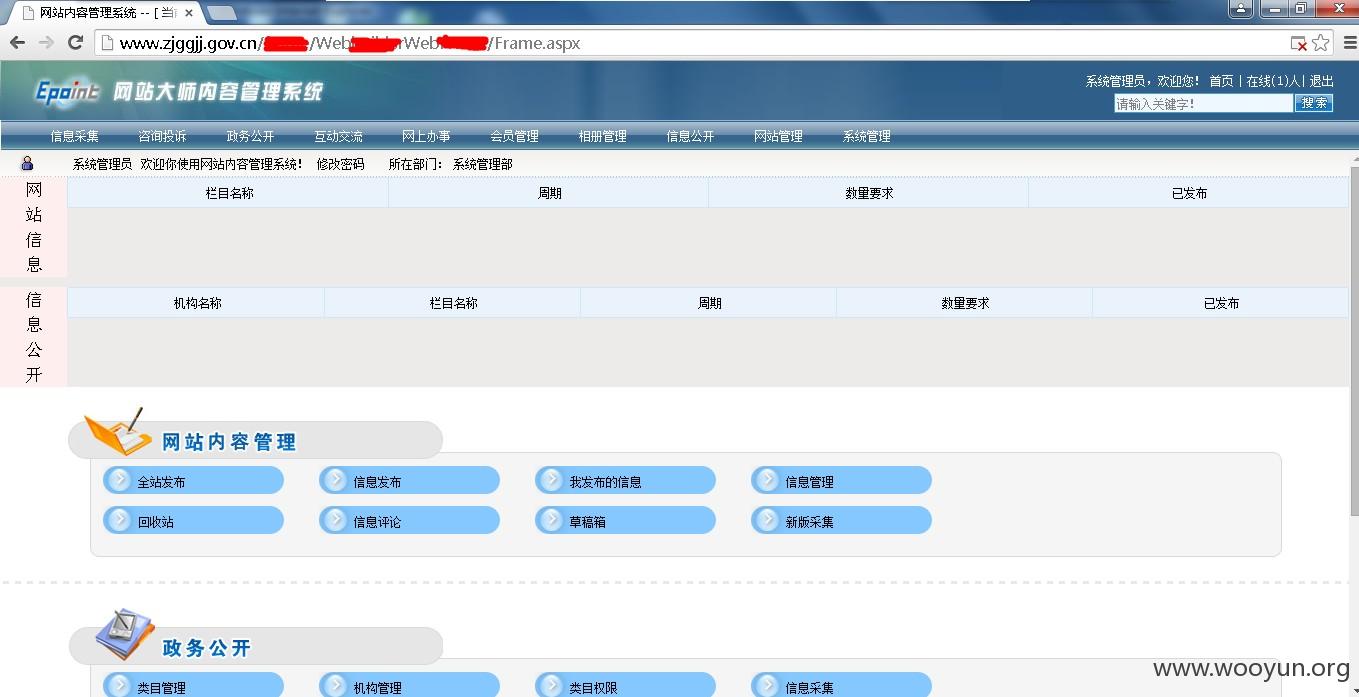 网站内容管理系统 -- [ 当
www.zjggjj.gov.cn/ /Web erWeb /Frame.aspx
Epoint 网站大师内容管理系统
系统管理员，欢迎您！ 首页 | 在线(1)人 | 退出
请输入关键字! 搜索
信息采集 咨询投诉 政务公开 互动交流 网上办事 会员管理 相册管理 信息公开 网站管理 系统管理
系统管理员 欢迎你使用网站内容管理系统！ 修改密码 所在部门： 系统管理部
网站信息
栏目名称 周期 数量要求 已发布
信息公开
机构名称 栏目名称 周期 数量要求 已发布
网站内容管理
全站发布 信息发布 我发布的信息 信息管理
回收站 信息评论 草稿箱 新版采集
政务公开
类目管理 机构管理 类目权限 信息采集
www.wooyun.org